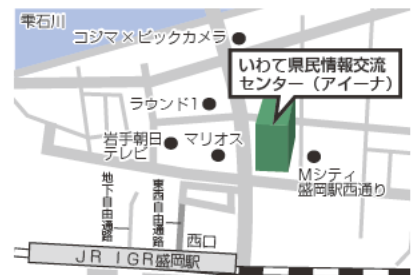 雫石川
コジマ×ビックカメラ
いわて県民情報交流
センター（アイーナ）
ラウンド1
岩手朝日
テレビ
マリオス
Mシティ
盛岡駅西通り
地下自由通路
東西自由通路
西口
JR IGR盛岡駅